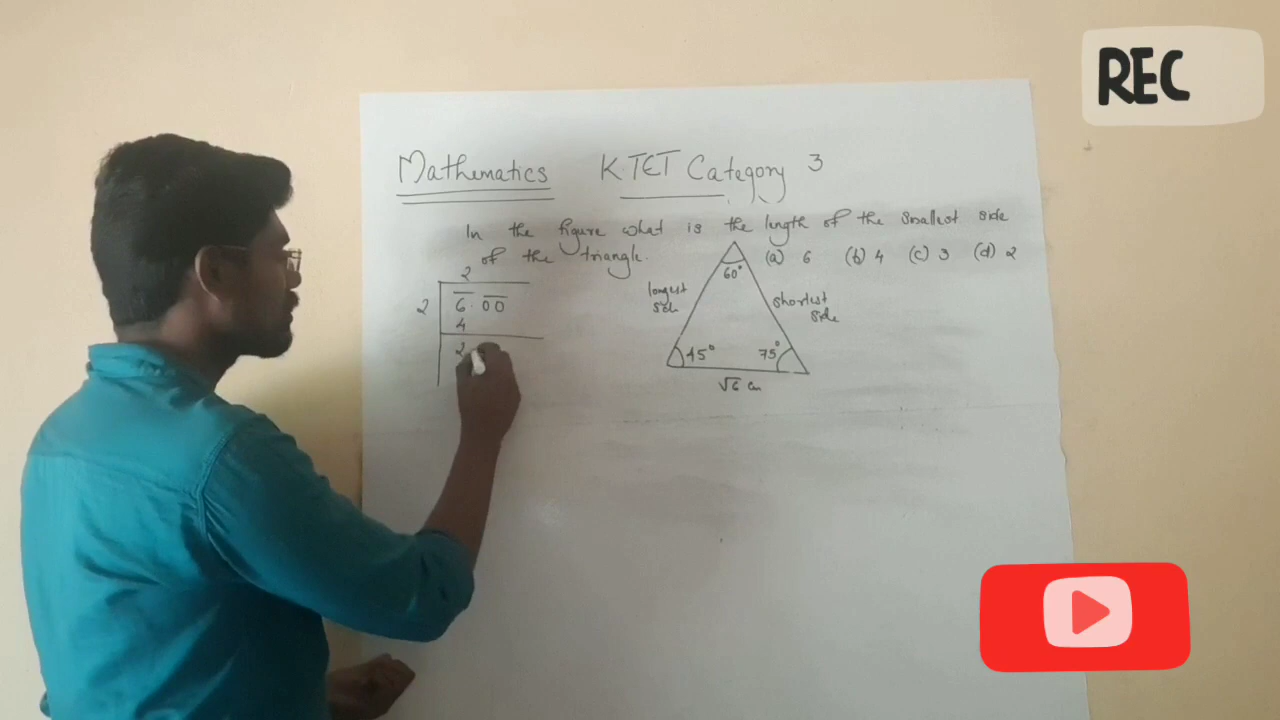 REC
Mathematics KTET Category 3
In the figure what is the length of the smallest side
of the triangle.
(a) 6 (b) 4 (c) 3 (d) 2
60°
longest
side
shortest
side
45° 75°
√6 cm
2
2 6.00
4
2